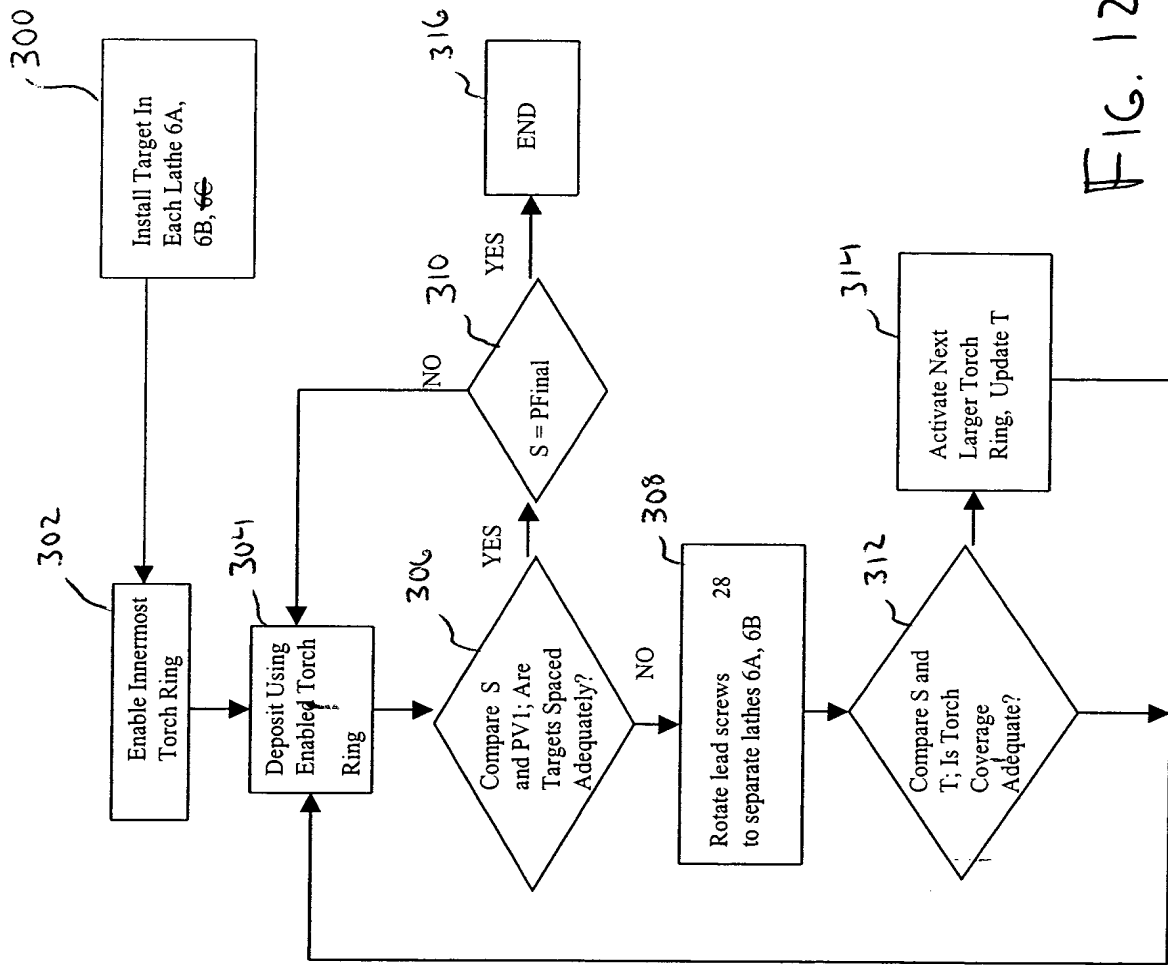 300
Install Target In
Each Lathe 6A,
6B, 6C
302
Enable Innermost
Torch Ring
304
Deposit Using
Enabled Torch
Ring
306
Compare S
and PV1; Are
Targets Spaced
Adequately?
YES
NO
310
S = PFinal
NO
YES
316
END
308
Rotate lead screws 28
to separate lathes 6A, 6B
312
Compare S and
T; Is Torch
Coverage
Adequate?
314
Activate Next
Larger Torch
Ring, Update T
FIG. 12